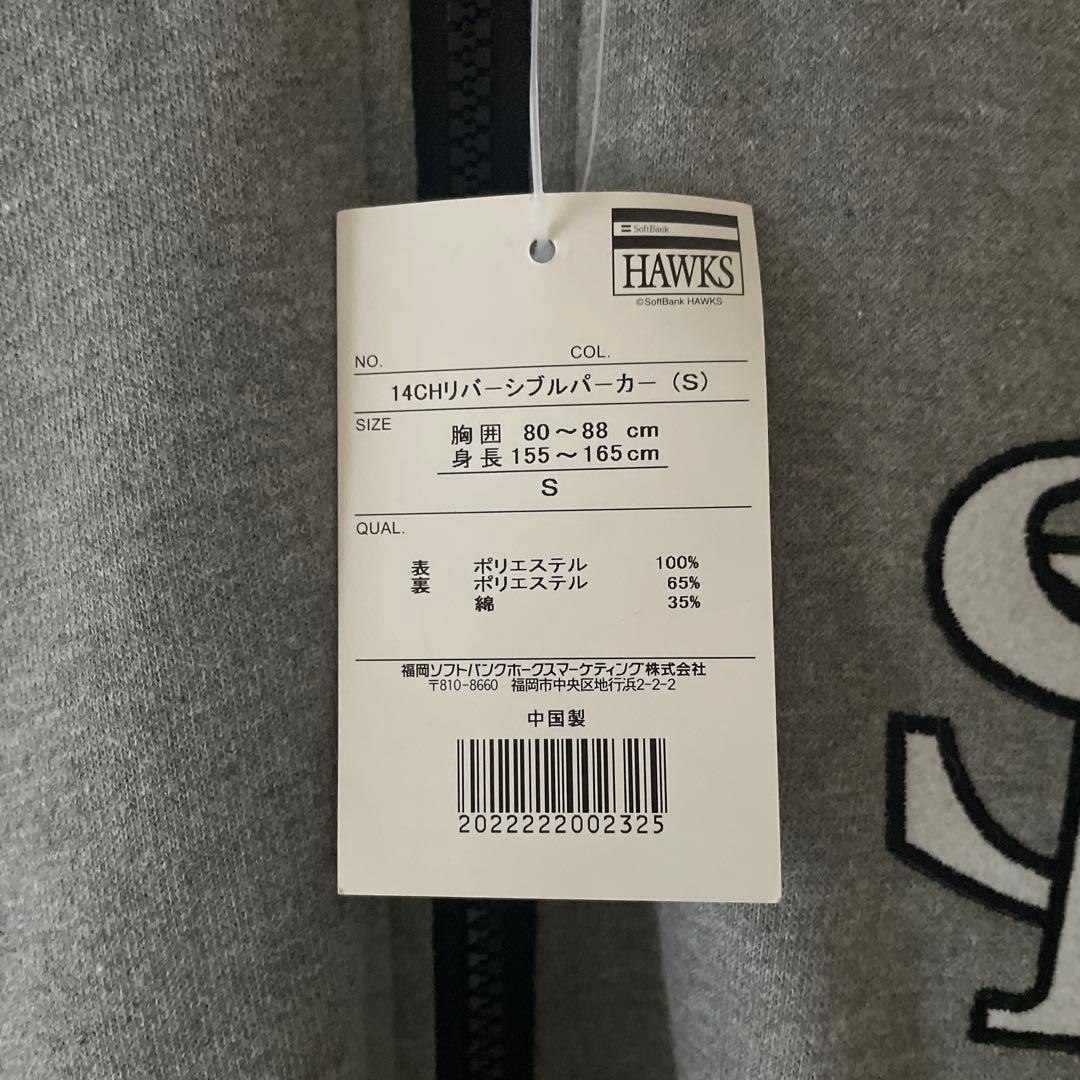 SoftBank
HAWKS
©SoftBank HAWKS
NO. COL.
14CHリバーシブルパーカー（S）
SIZE
胸囲 80～88 cm
身長 155～165cm
S
QUAL.
表 ポリエステル 100%
裏 ポリエステル 65%
綿 35%
福岡ソフトバンクホークスマーケティング株式会社
〒810-8660 福岡市中央区地行浜2-2-2
中国製
2022222002325